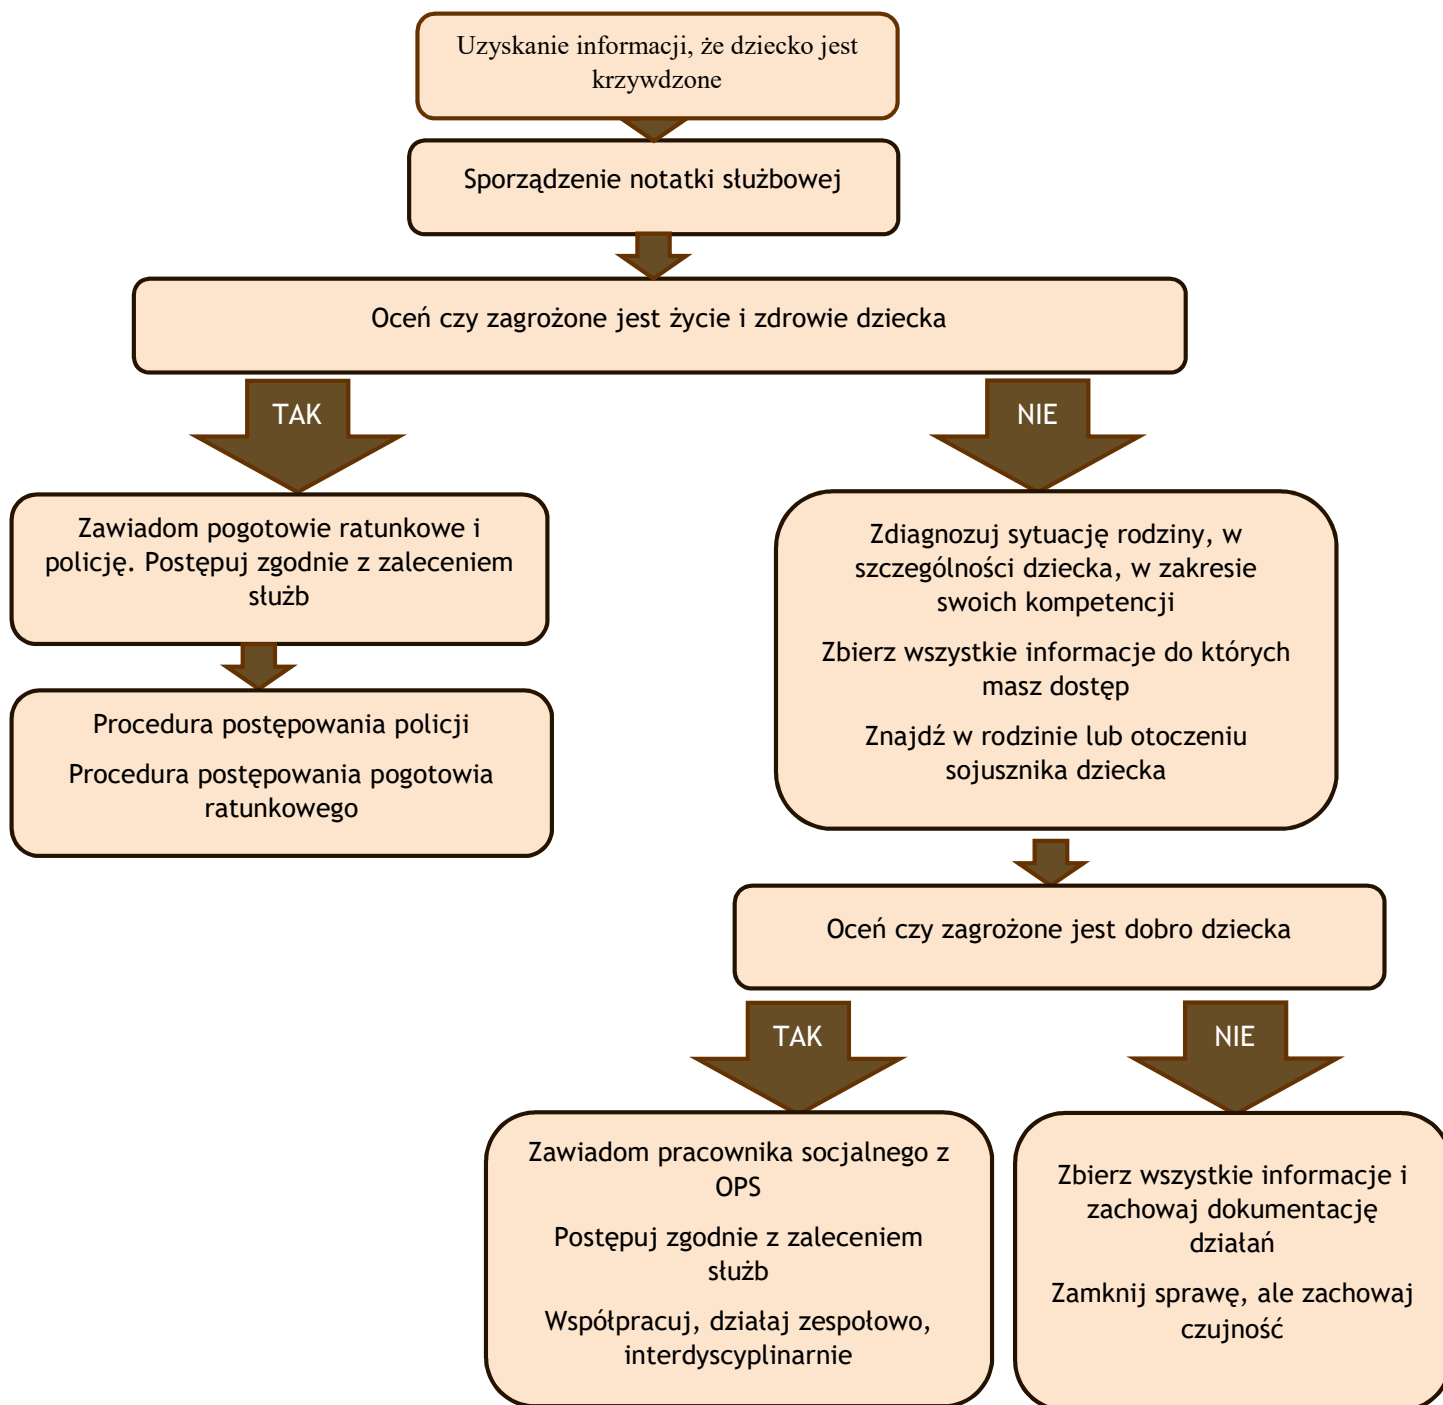 Uzyskanie informacji, że dziecko jest
krzywdzone
Sporządzenie notatki służbowej
Oceń czy zagrożone jest życie i zdrowie dziecka
TAK
NIE
Zawiadom pogotowie ratunkowe i
policję. Postępuj zgodnie z zaleceniem
służb
Procedura postępowania policji
Procedura postępowania pogotowia
ratunkowego
Zdiagnozuj sytuację rodziny, w
szczególności dziecka, w zakresie
swoich kompetencji
Zbierz wszystkie informacje do których
masz dostęp
Znajdź w rodzinie lub otoczeniu
sojusznika dziecka
Oceń czy zagrożone jest dobro dziecka
TAK
NIE
Zawiadom pracownika socjalnego z
OPS
Postępuj zgodnie z zaleceniem
służb
Współpracuj, działaj zespołowo,
interdyscyplinarnie
Zbierz wszystkie informacje i
zachowaj dokumentację
działań
Zamknij sprawę, ale zachowaj
czujność